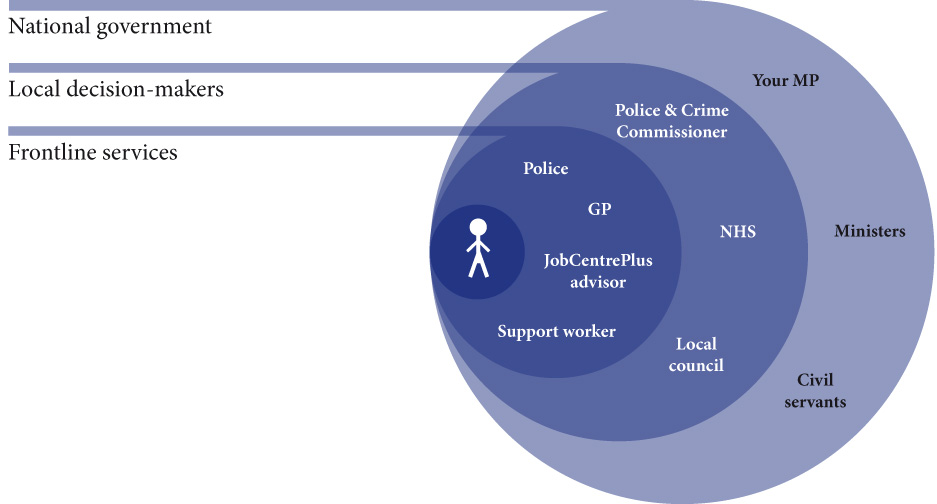 National government
Local decision-makers
Frontline services
Your MP
Police & Crime
Commissioner
Police
GP
NHS
Ministers
JobCentrePlus
advisor
Support worker
Local
council
Civil
servants